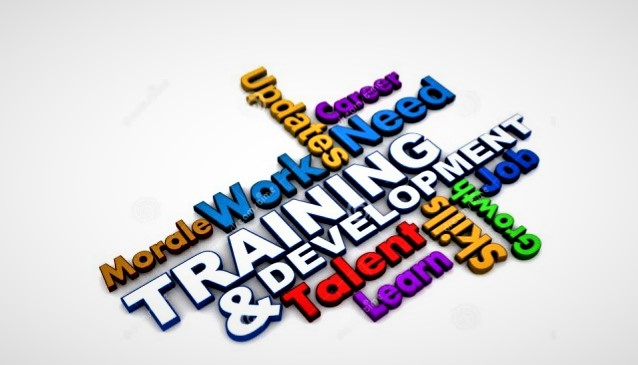 Updates
Career
Need
Work
Morale
TRAINING
& DEVELOPMENT
Job
Growth
Skills
Talent
Learn